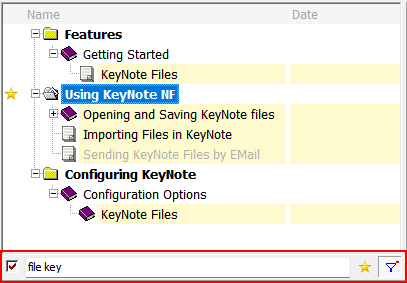 Name Date
Features
Getting Started
KeyNote Files
Using KeyNote NF
Opening and Saving KeyNote files
Importing Files in KeyNote
Sending KeyNote Files by EMail
Configuring KeyNote
Configuration Options
KeyNote Files
file key